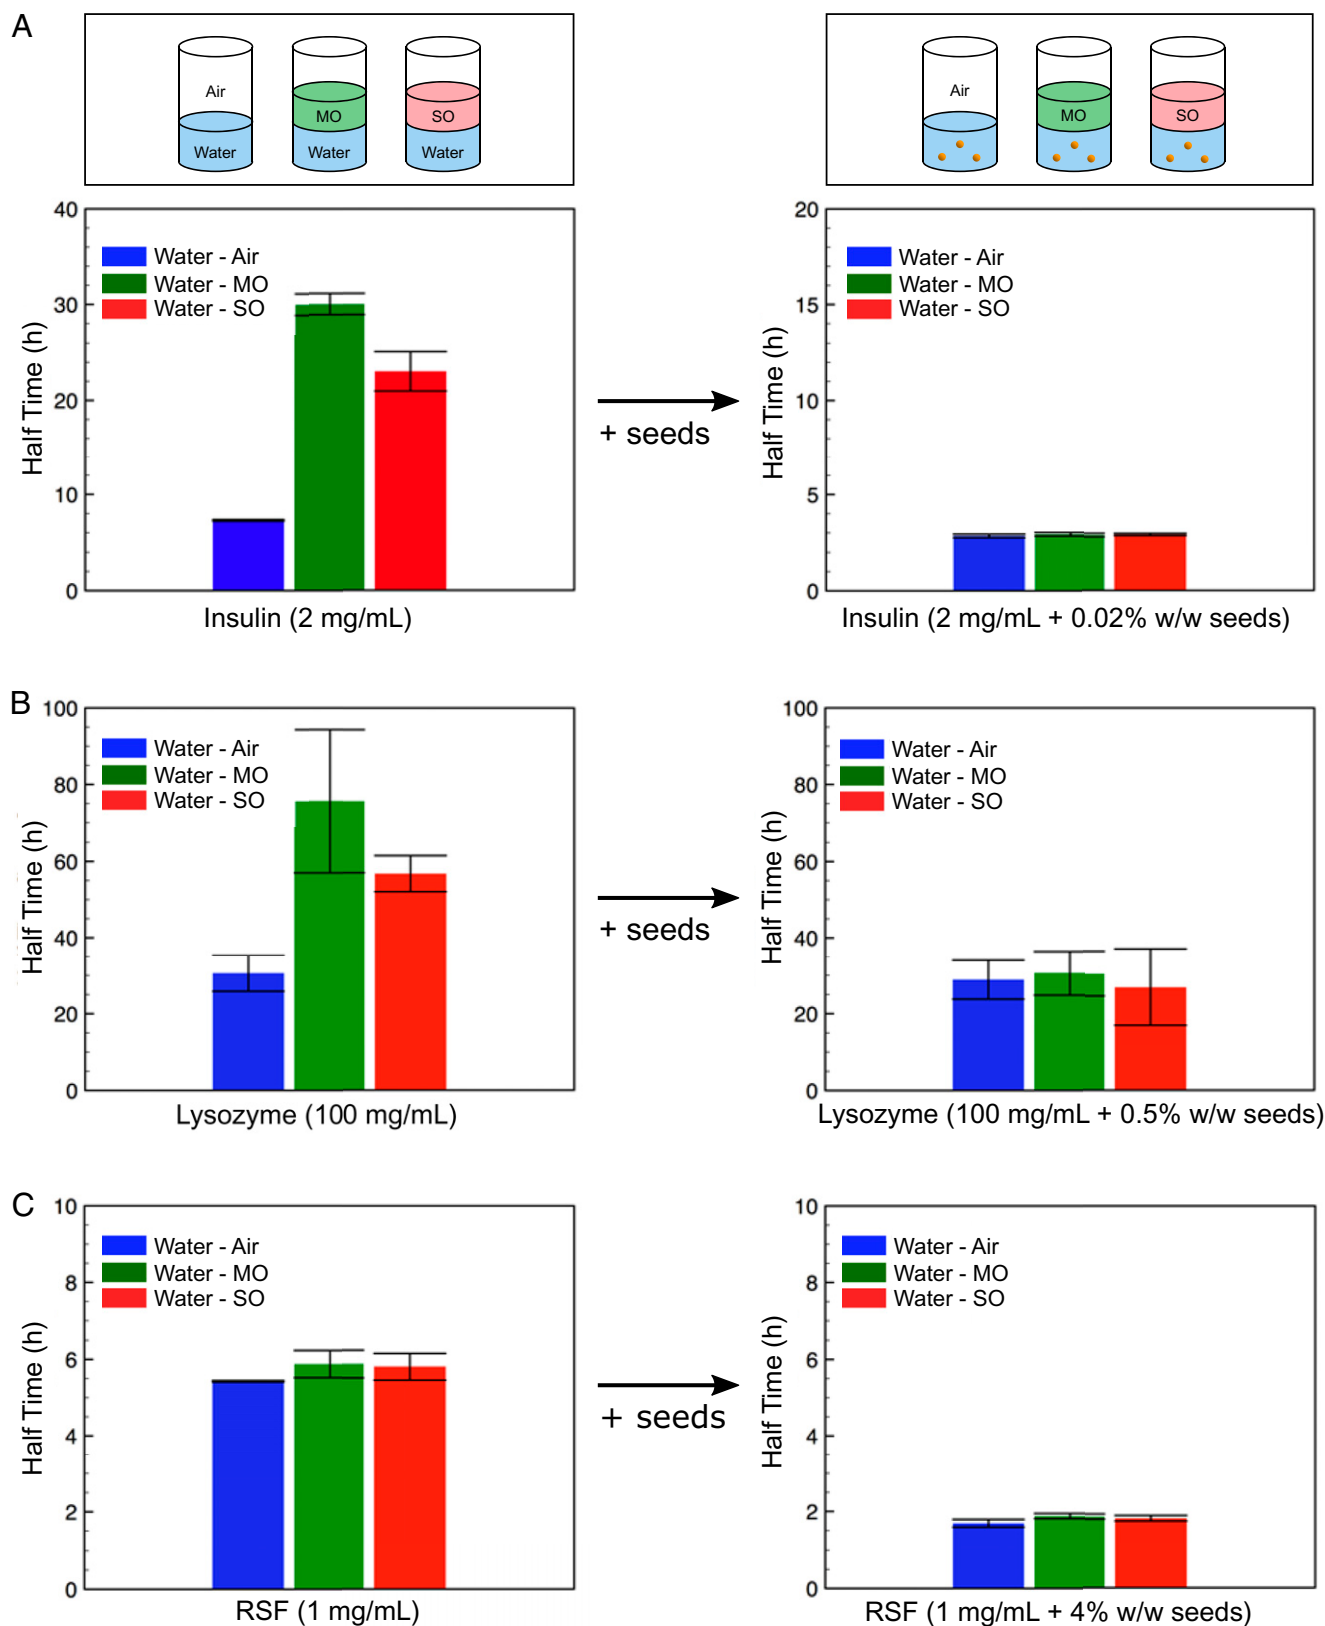 A
Air
MO
SO
Water
Water
Water
Air
MO
SO
40
30
20
10
0
Half Time (h)
Water - Air
Water - MO
Water - SO
Insulin (2 mg/mL)
+ seeds
20
15
10
5
0
Half Time (h)
Water - Air
Water - MO
Water - SO
Insulin (2 mg/mL + 0.02% w/w seeds)
B
100
80
60
40
20
0
Half Time (h)
Water - Air
Water - MO
Water - SO
Lysozyme (100 mg/mL)
+ seeds
100
80
60
40
20
0
Half Time (h)
Water - Air
Water - MO
Water - SO
Lysozyme (100 mg/mL + 0.5% w/w seeds)
C
10
8
6
4
2
0
Half Time (h)
Water - Air
Water - MO
Water - SO
RSF (1 mg/mL)
+ seeds
10
8
6
4
2
0
Half Time (h)
Water - Air
Water - MO
Water - SO
RSF (1 mg/mL + 4% w/w seeds)